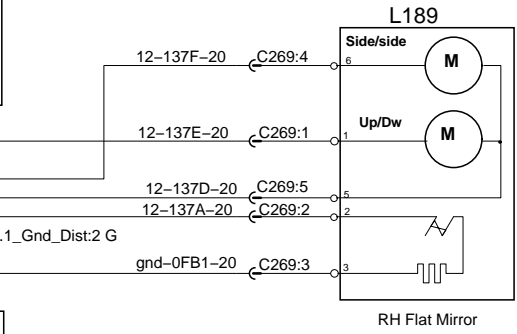 L189
Side/side
12–137F–20 C269:4 6 M
Up/Dw
12–137E–20 C269:1 1 M
12–137D–20 C269:5 5
12–137A–20 C269:2 2
.1_Gnd_Dist:2 G
gnd–0FB1–20 C269:3 3
RH Flat Mirror